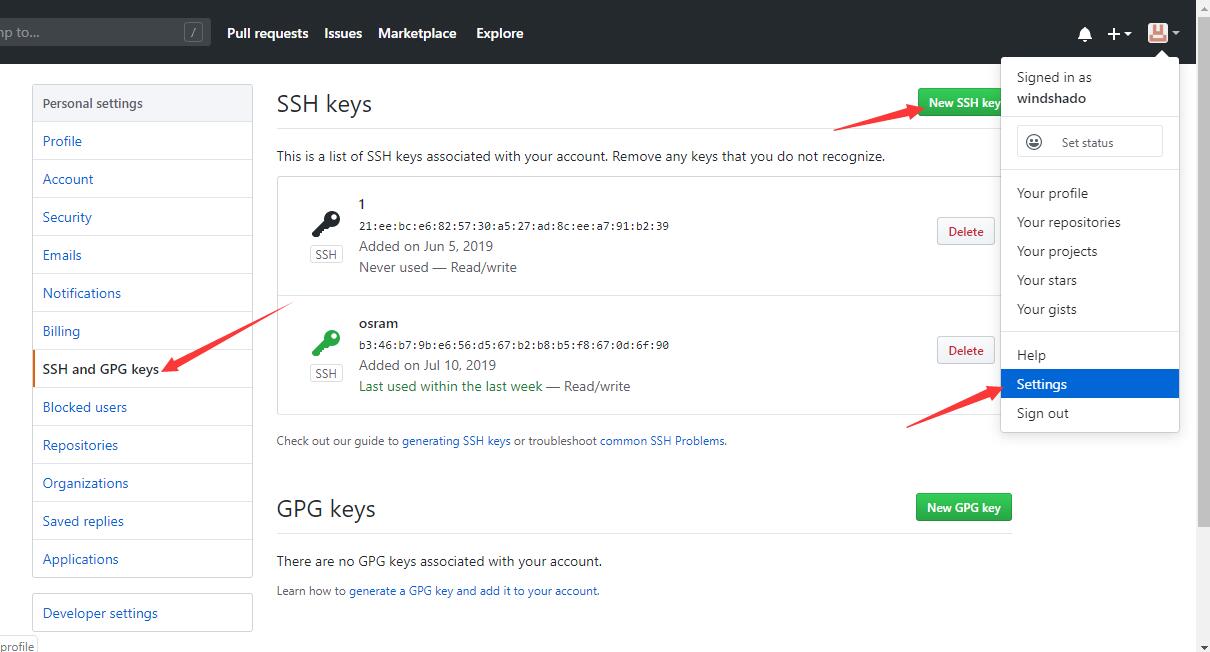 mp to...
/
Pull requests
Issues
Marketplace
Explore
Signed in as
windshado
Set status
Your profile
Your repositories
Your projects
Your stars
Your gists
Help
Settings
Sign out
Personal settings
Profile
Account
Security
Emails
Notifications
Billing
SSH and GPG keys
Blocked users
Repositories
Organizations
Saved replies
Applications
Developer settings
SSH keys
New SSH key
This is a list of SSH keys associated with your account. Remove any keys that you do not recognize.
SSH
1
21:ee:bc:e6:82:57:30:a5:27:ad:8c:ee:a7:91:b2:39
Added on Jun 5, 2019
Never used — Read/write
Delete
SSH
osram
b3:46:b7:9b:e6:56:d5:67:b2:b8:b5:f8:67:0d:6f:90
Added on Jul 10, 2019
Last used within the last week — Read/write
Delete
Check out our guide to generating SSH keys or troubleshoot common SSH Problems.
GPG keys
New GPG key
There are no GPG keys associated with your account.
Learn how to generate a GPG key and add it to your account.
profile